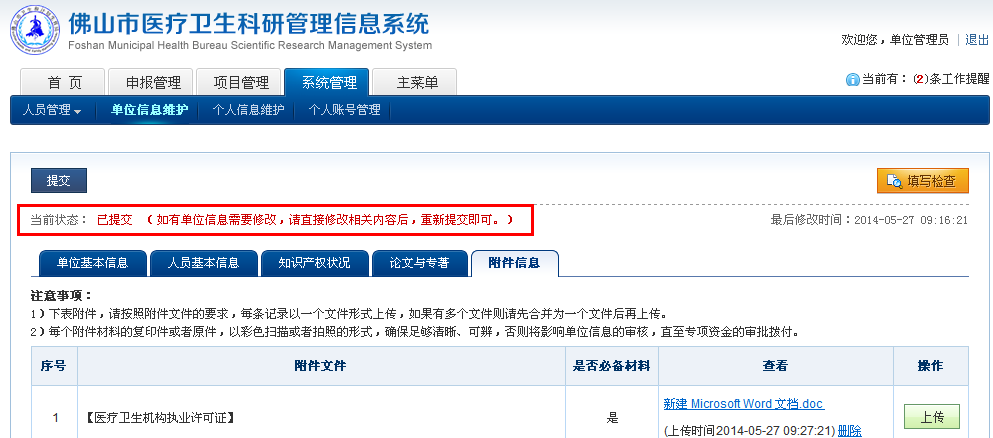 佛山市医疗卫生科研管理信息系统
Foshan Municipal Health Bureau Scientific Research Management System
欢迎您，单位管理员 | 退出
首 页 申报管理 项目管理 系统管理 主菜单
当前有：(2)条工作提醒
人员管理 单位信息维护 个人信息维护 个人账号管理
提交 填写检查
当前状态： 已提交 （ 如有单位信息需要修改，请直接修改相关内容后，重新提交即可。）
最后修改时间：2014-05-27 09:16:21
单位基本信息 人员基本信息 知识产权状况 论文与专著 附件信息
注意事项：
1）下表附件，请按照附件文件的要求，每条记录以一个文件形式上传，如果有多个文件则请先合并为一个文件后再上传。
2）每个附件材料的复印件或者原件，以彩色扫描或者拍照的形式，确保足够清晰、可辨，否则将影响单位信息的审核，直至专项资金的审批拨付。
序号 附件文件 是否必备材料 查看 操作
1 【医疗卫生机构执业许可证】 是 新建 Microsoft Word 文档.doc 上传
(上传时间2014-05-27 09:27:21) 删除